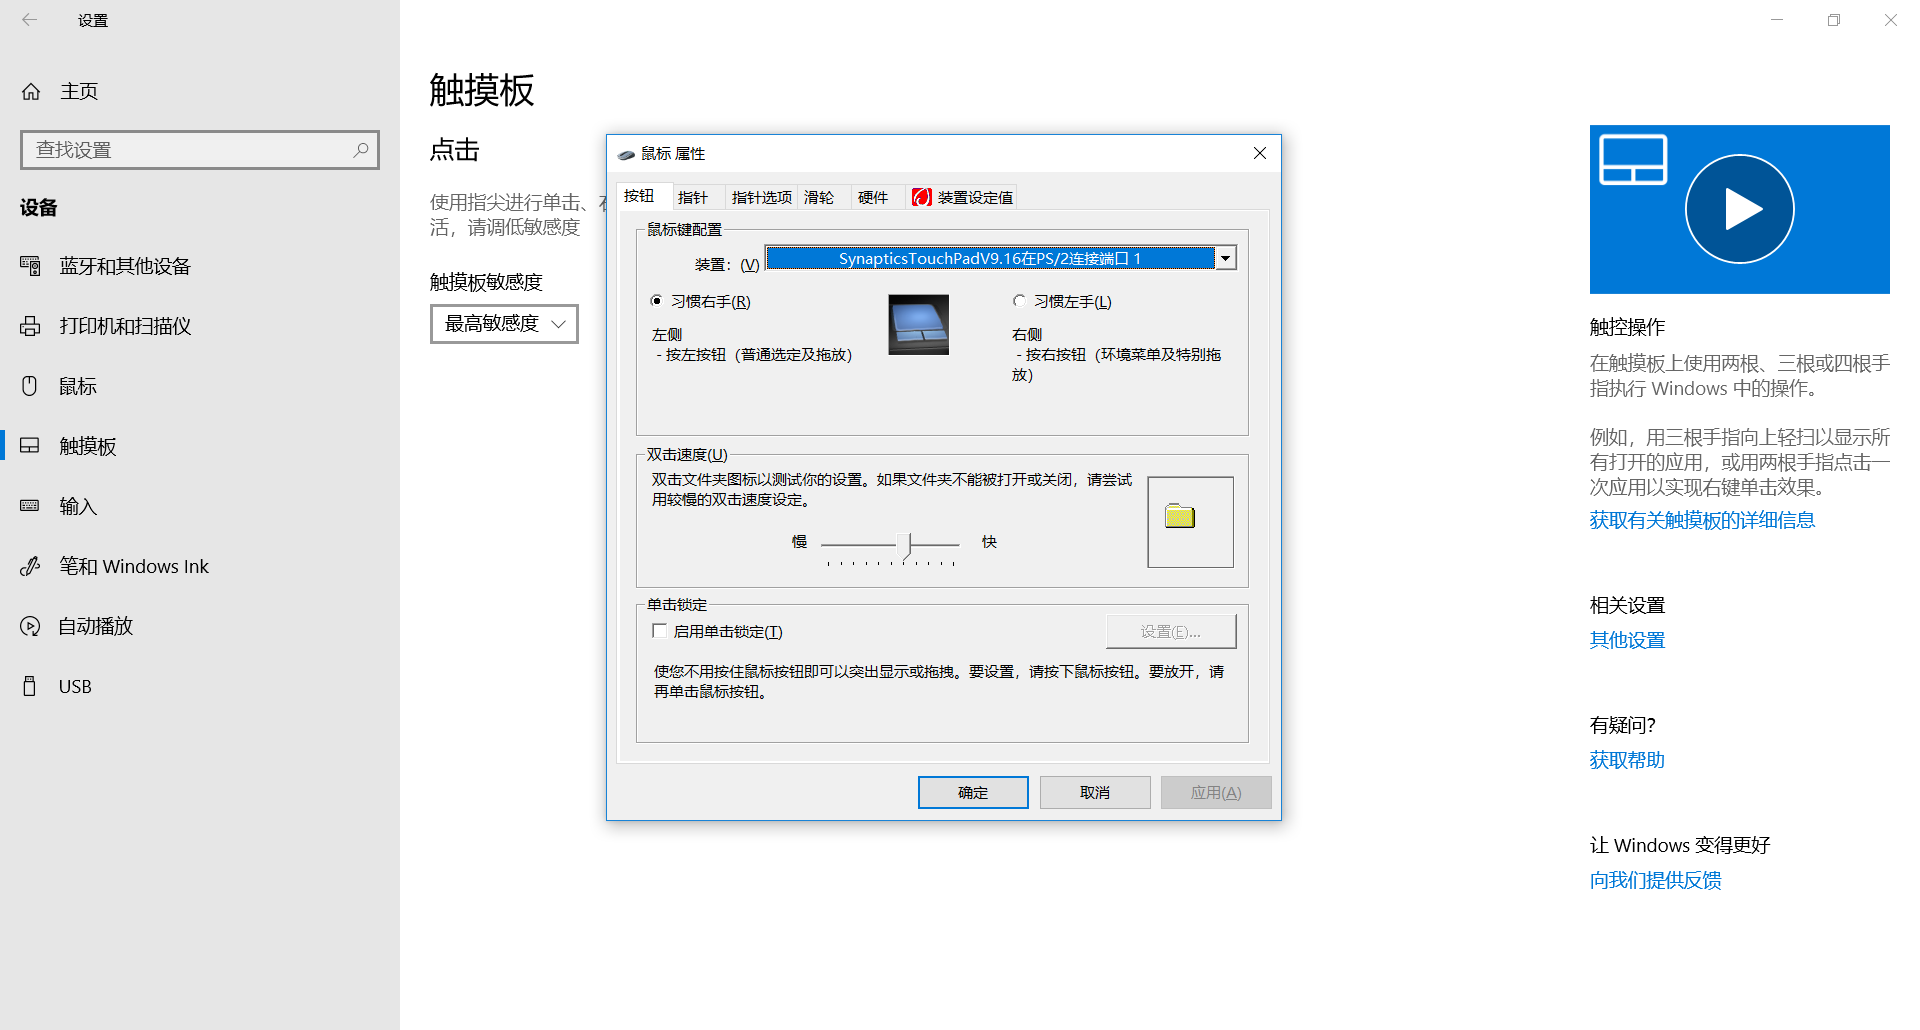 设置
主页
查找设置
设备
蓝牙和其他设备
打印机和扫描仪
鼠标
触摸板
输入
笔和 Windows Ink
自动播放
USB
触摸板
点击
使用指尖进行单击、
活，请调低敏感度
触摸板敏感度
最高敏感度
鼠标 属性
按钮
指针
指针选项
滑轮
硬件
装置设定值
鼠标键配置
装置：(V)
SynapticsTouchPadV9.16在PS/2连接端口 1
习惯右手(R)
左侧
- 按左按钮（普通选定及拖放）
习惯左手(L)
右侧
- 按右按钮（环境菜单及特别拖
放）
双击速度(U)
双击文件夹图标以测试你的设置。如果文件夹不能被打开或关闭，请尝试
用较慢的双击速度设定。
慢
快
单击锁定
启用单击锁定(T)
设置(E)...
使您不用按住鼠标按钮即可以突出显示或拖拽。要设置，请按下鼠标按钮。要放开，请
再单击鼠标按钮。
确定
取消
应用(A)
触控操作
在触摸板上使用两根、三根或四根手
指执行 Windows 中的操作。
例如，用三根手指向上轻扫以显示所
有打开的应用，或用两根手指点击一
次应用以实现右键单击效果。
获取有关触摸板的详细信息
相关设置
其他设置
有疑问?
获取帮助
让 Windows 变得更好
向我们提供反馈